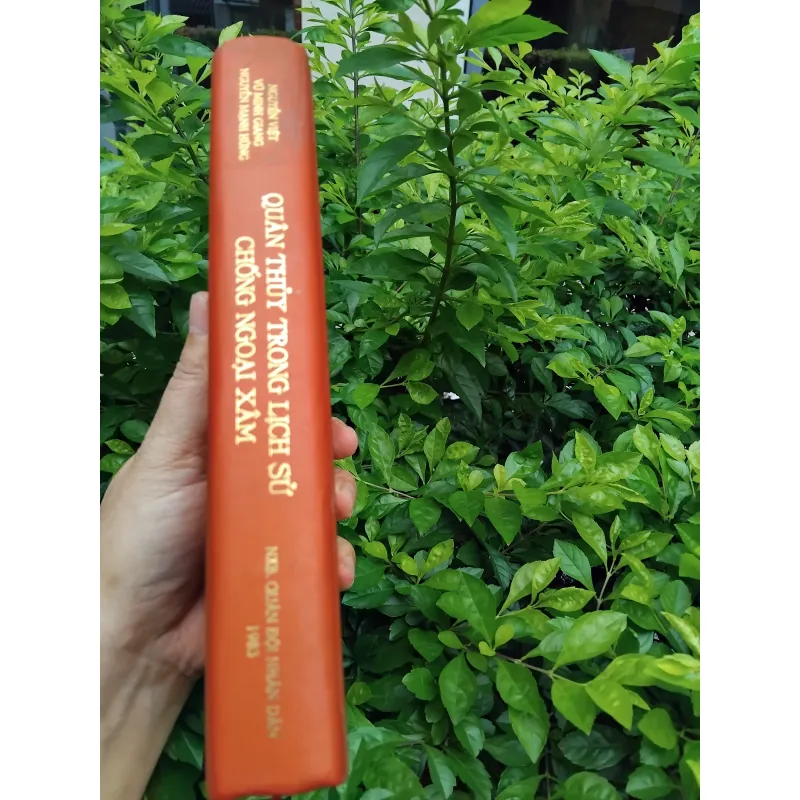 NGUYỄN VIỆT
VŨ MINH GIANG
NGUYỄN MẠNH HÙNG
QUÂN THỦY TRONG LỊCH SỬ
CHỐNG NGOẠI XÂM
NXB. QUÂN ĐỘI NHÂN DÂN
1983